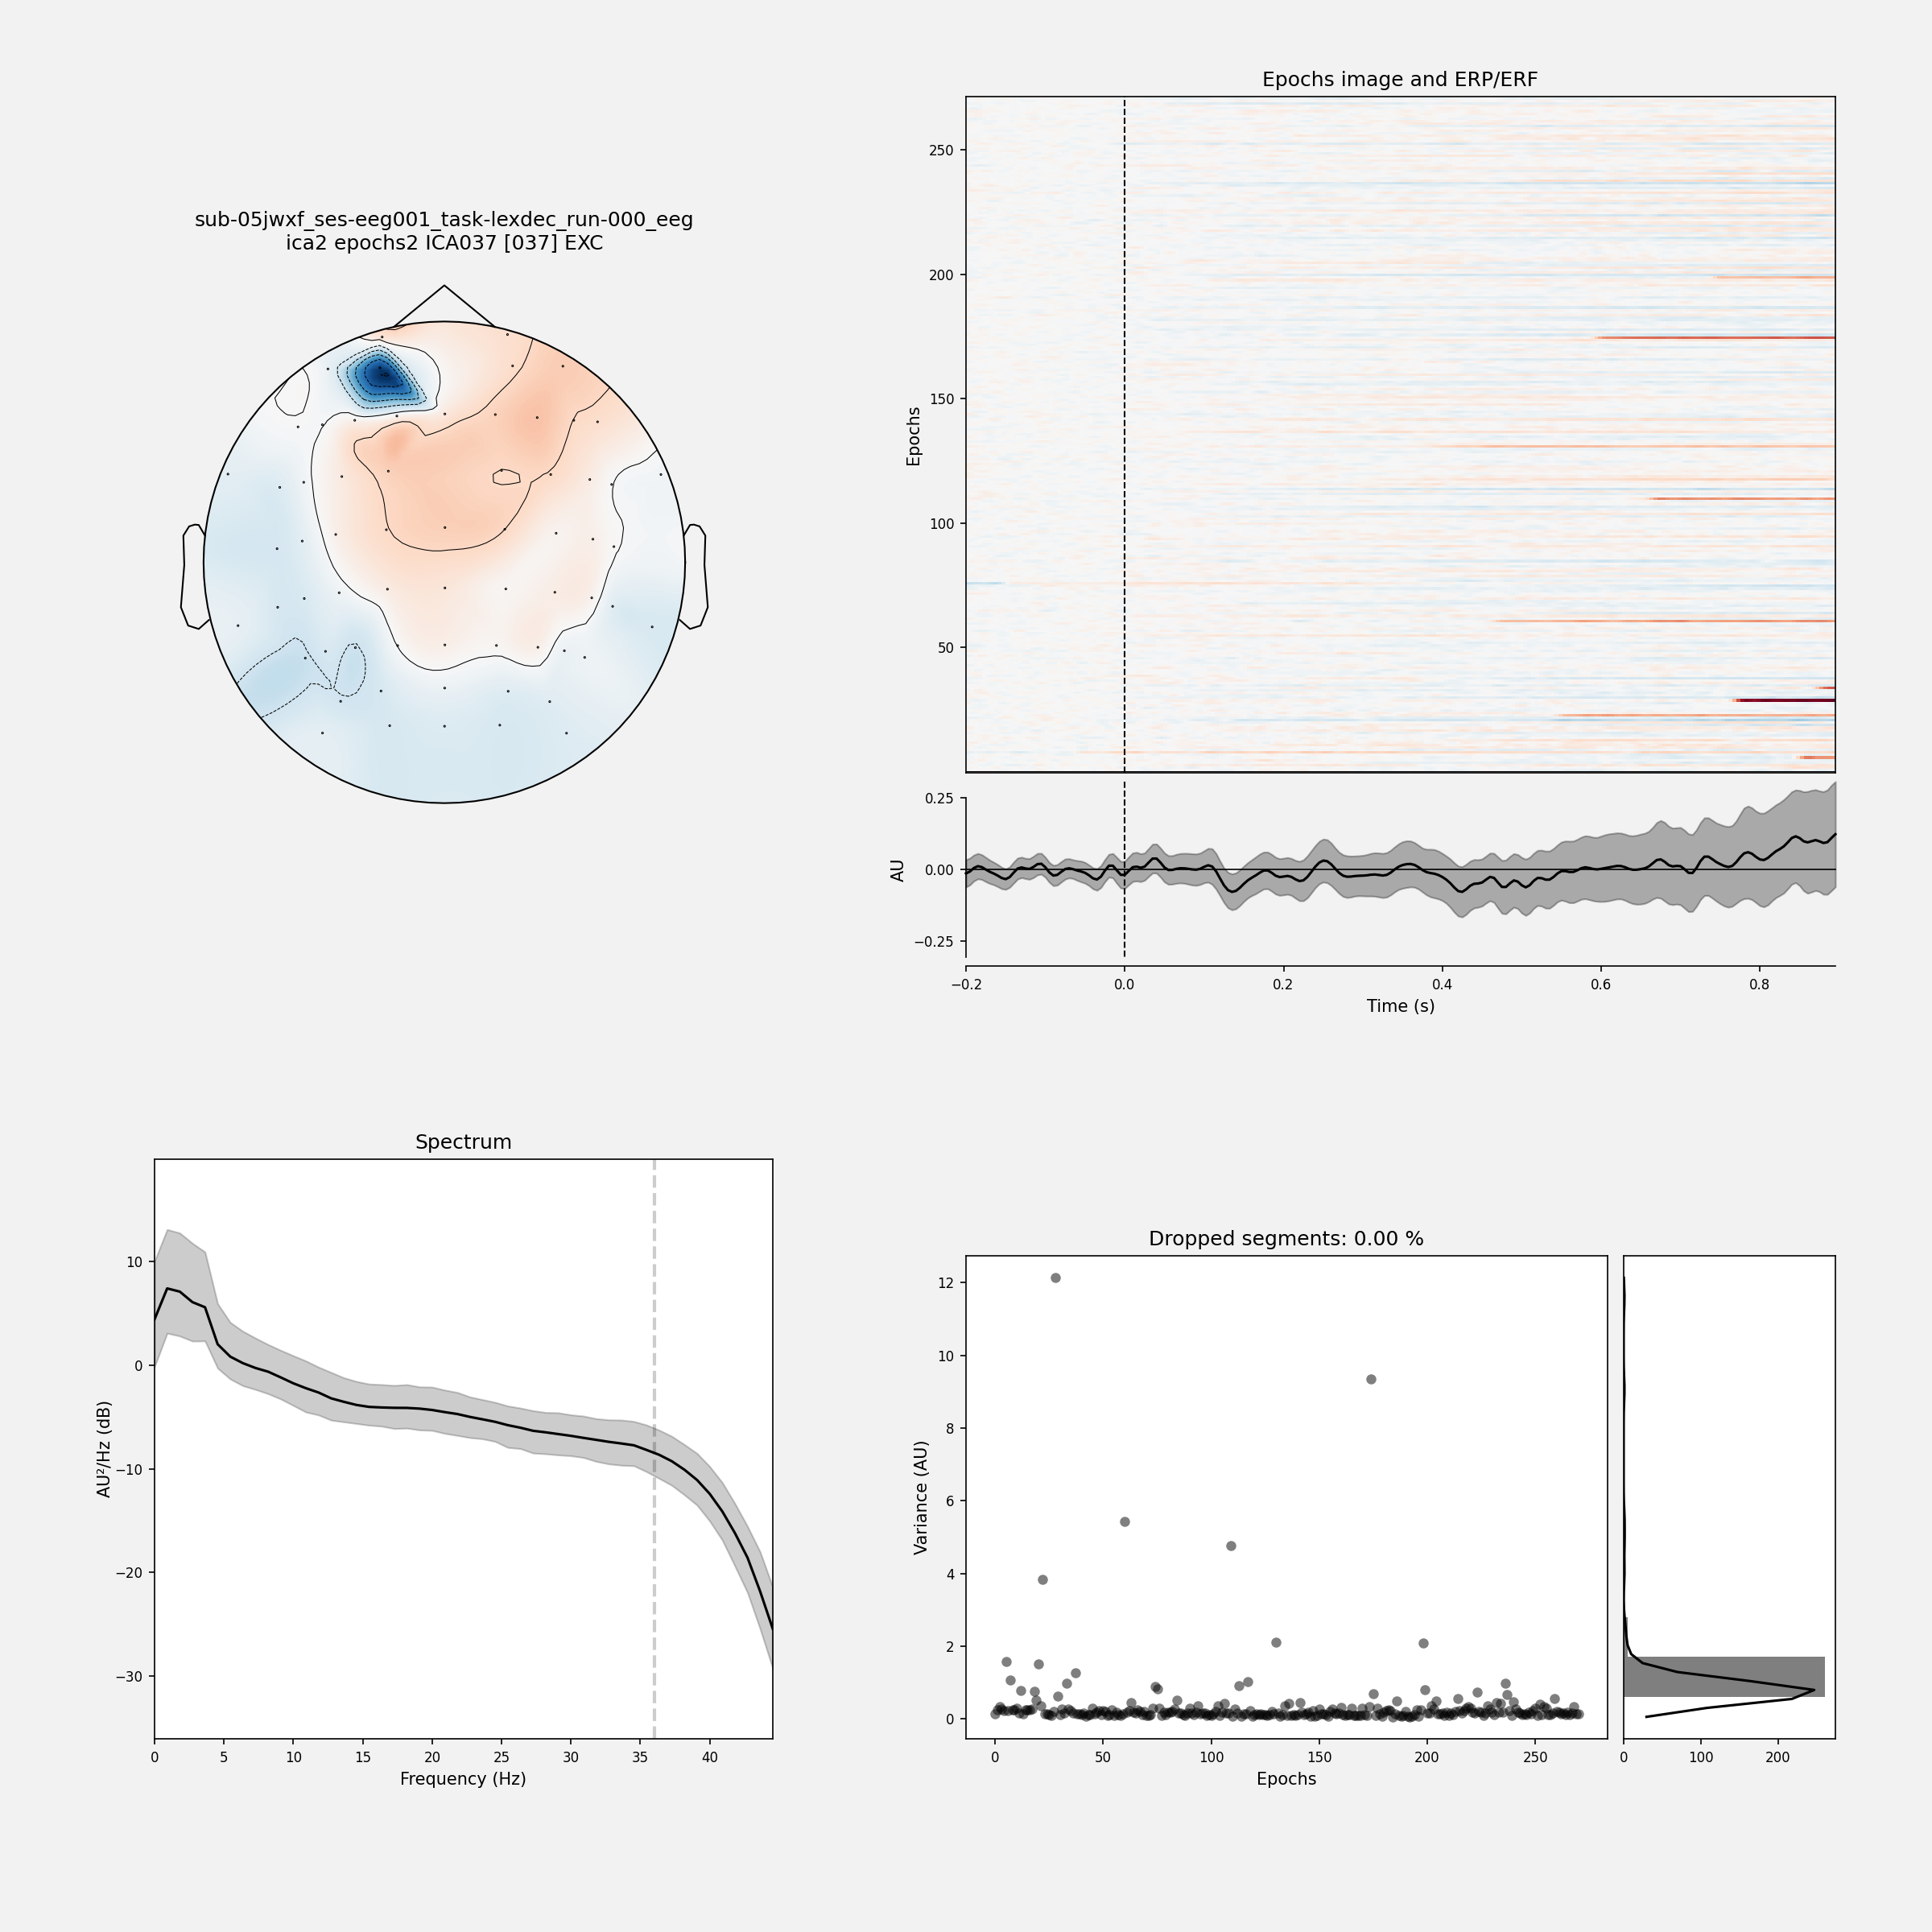 sub-05jwxf_ses-eeg001_task-lexdec_run-000_eeg
ica2 epochs2 ICA037 [037] EXC
Epochs image and ERP/ERF
250
200
150
100
50
Epochs
0.25
0.00
−0.25
AU
−0.2 0.0 0.2 0.4 0.6 0.8
Time (s)
Spectrum
10
0
−10
−20
−30
AU²/Hz (dB)
0 5 10 15 20 25 30 35 40
Frequency (Hz)
Dropped segments: 0.00 %
12
10
8
6
4
2
0
Variance (AU)
0 50 100 150 200 250
Epochs
0 100 200